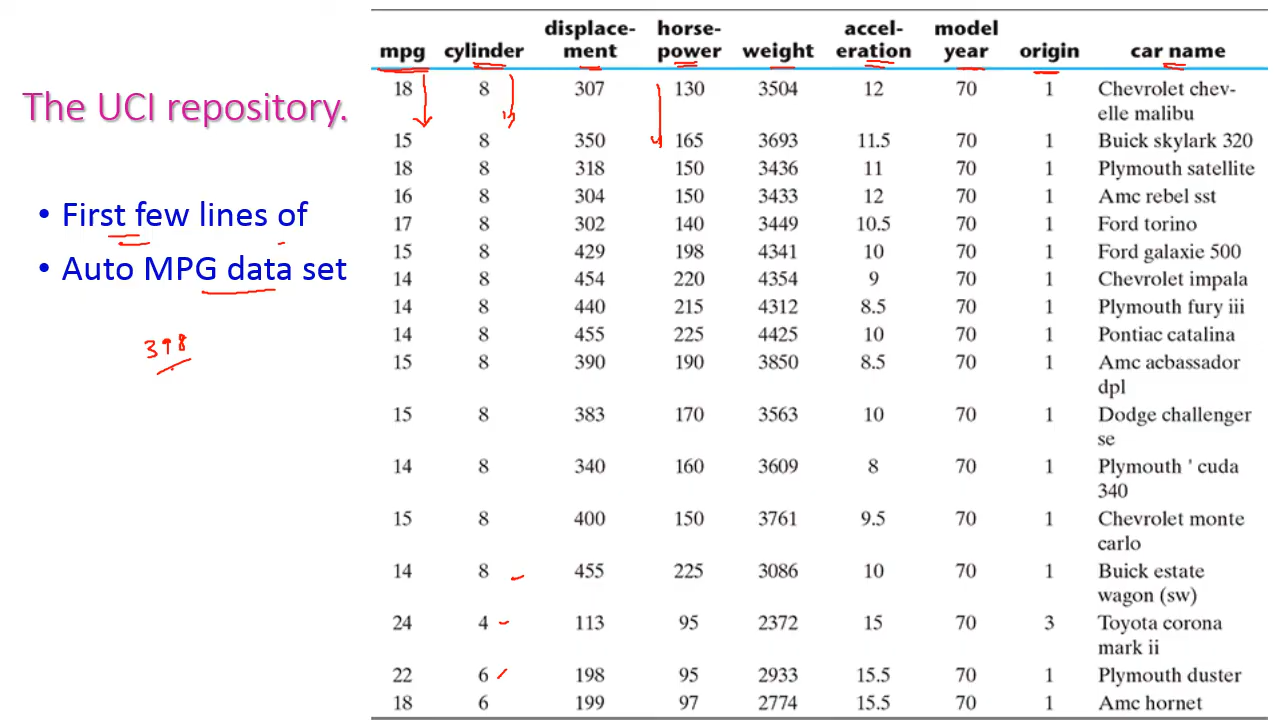 The UCI repository.
• First few lines of
• Auto MPG data set
398
mpg cylinder displace-ment horse-power weight accel-eration model year origin car name
18 8 307 130 3504 12 70 1 Chevrolet chev-
elle malibu
15 8 350 165 3693 11.5 70 1 Buick skylark 320
18 8 318 150 3436 11 70 1 Plymouth satellite
16 8 304 150 3433 12 70 1 Amc rebel sst
17 8 302 140 3449 10.5 70 1 Ford torino
15 8 429 198 4341 10 70 1 Ford galaxie 500
14 8 454 220 4354 9 70 1 Chevrolet impala
14 8 440 215 4312 8.5 70 1 Plymouth fury iii
14 8 455 225 4425 10 70 1 Pontiac catalina
15 8 390 190 3850 8.5 70 1 Amc acbassador
dpl
15 8 383 170 3563 10 70 1 Dodge challenger
se
14 8 340 160 3609 8 70 1 Plymouth ' cuda
340
15 8 400 150 3761 9.5 70 1 Chevrolet monte
carlo
14 8 455 225 3086 10 70 1 Buick estate
wagon (sw)
24 4 113 95 2372 15 70 3 Toyota corona
mark ii
22 6 198 95 2933 15.5 70 1 Plymouth duster
18 6 199 97 2774 15.5 70 1 Amc hornet